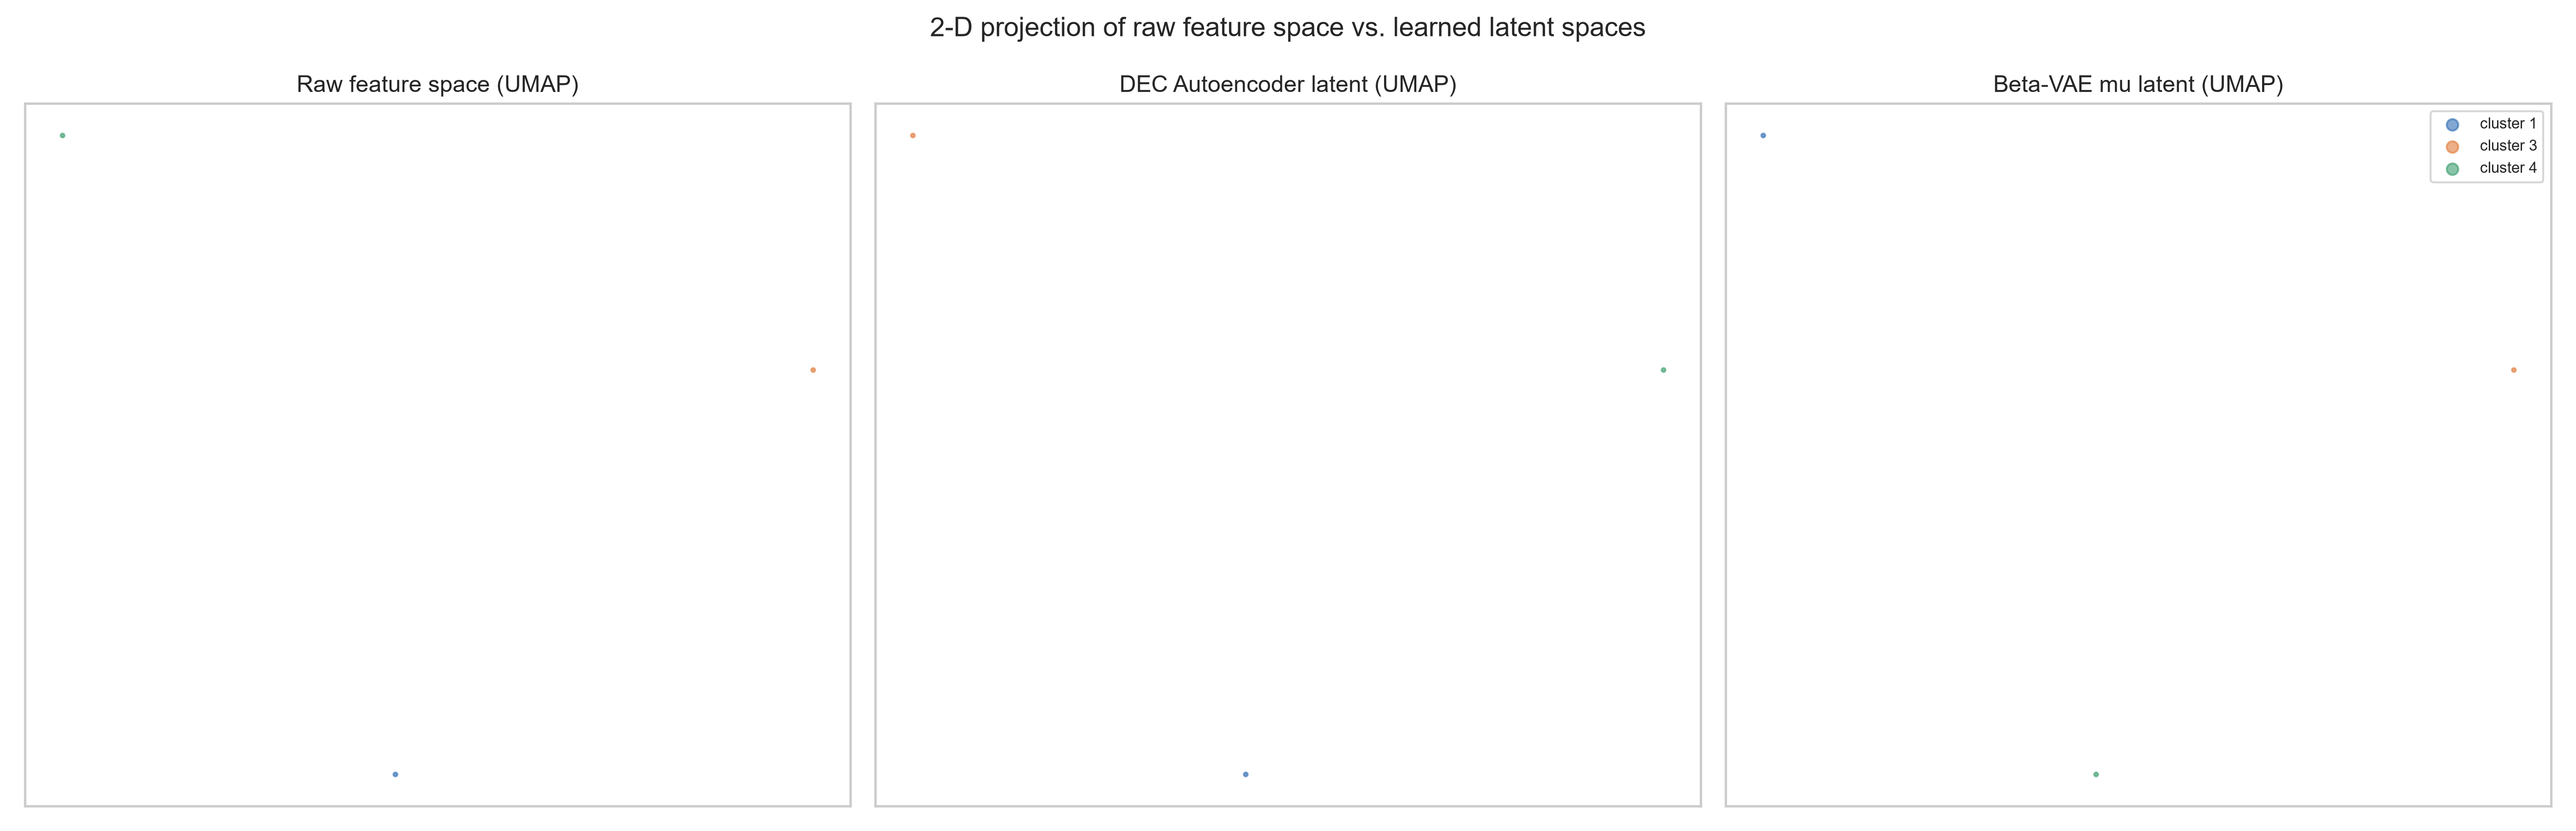 2-D projection of raw feature space vs. learned latent spaces
Raw feature space (UMAP)
DEC Autoencoder latent (UMAP)
Beta-VAE mu latent (UMAP)
cluster 1
cluster 3
cluster 4